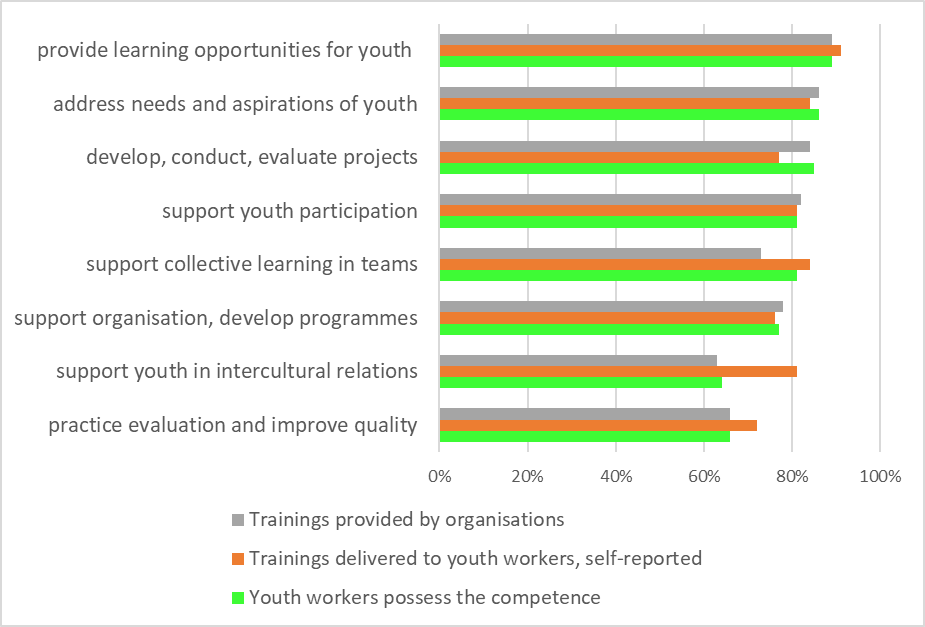 provide learning opportunities for youth
address needs and aspirations of youth
develop, conduct, evaluate projects
support youth participation
support collective learning in teams
support organisation, develop programmes
support youth in intercultural relations
practice evaluation and improve quality
0% 20% 40% 60% 80% 100%
Trainings provided by organisations
Trainings delivered to youth workers, self-reported
Youth workers possess the competence